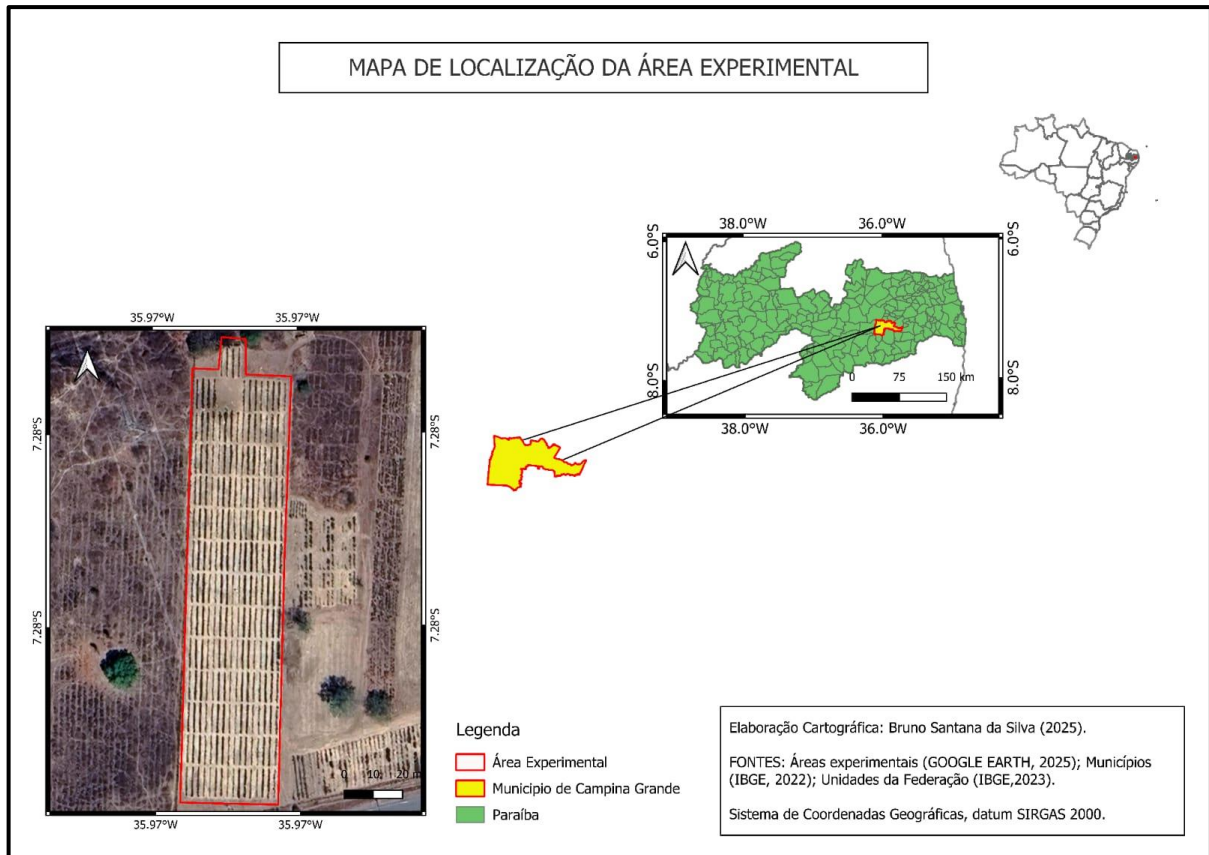 MAPA DE LOCALIZAÇÃO DA ÁREA EXPERIMENTAL
38.0°W 36.0°W
6.0°S 6.0°S
8.0°S 8.0°S
0 75 150 km
38.0°W 36.0°W
35.97°W 35.97°W
7.28°S 7.28°S
7.28°S 7.28°S
0 10 20 m
35.97°W 35.97°W
Legenda
Área Experimental
Município de Campina Grande
Paraíba
Elaboração Cartográfica: Bruno Santana da Silva (2025).
FONTES: Áreas experimentais (GOOGLE EARTH, 2025); Municípios
(IBGE, 2022); Unidades da Federação (IBGE,2023).
Sistema de Coordenadas Geográficas, datum SIRGAS 2000.